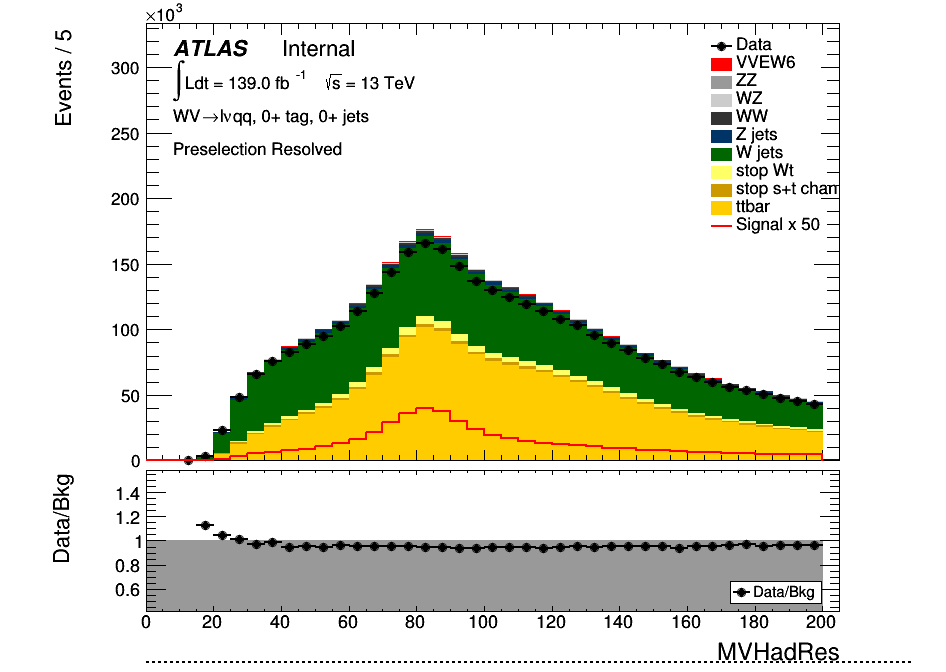 ×10³
Events / 5
300
250
200
150
100
50
0
ATLAS Internal
∫Ldt = 139.0 fb⁻¹ √s = 13 TeV
WV→lνqq, 0+ tag, 0+ jets
Preselection Resolved
Data
VVEW6
ZZ
WZ
WW
Z jets
W jets
stop Wt
stop s+t chan
ttbar
Signal x 50
Data/Bkg
1.4
1.2
1
0.8
0.6
Data/Bkg
0 20 40 60 80 100 120 140 160 180 200
MVHadRes